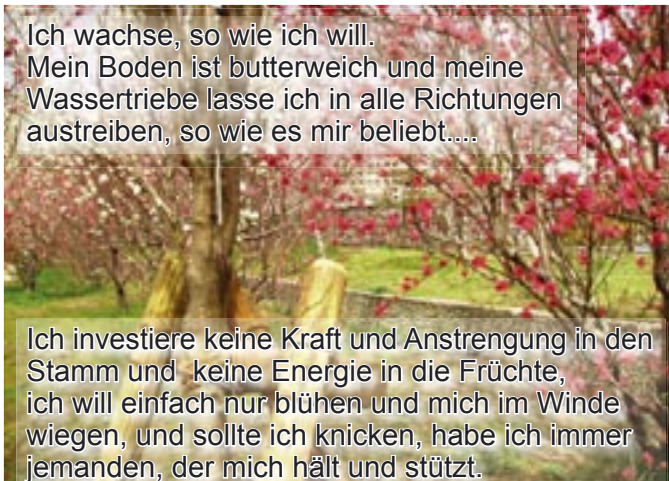 Ich wachse, so wie ich will.
Mein Boden ist butterweich und meine
Wassertriebe lasse ich in alle Richtungen
austreiben, so wie es mir beliebt....
Ich investiere keine Kraft und Anstrengung in den
Stamm und  keine Energie in die Früchte,
ich will einfach nur blühen und mich im Winde
wiegen, und sollte ich knicken, habe ich immer
jemanden, der mich hält und stützt.